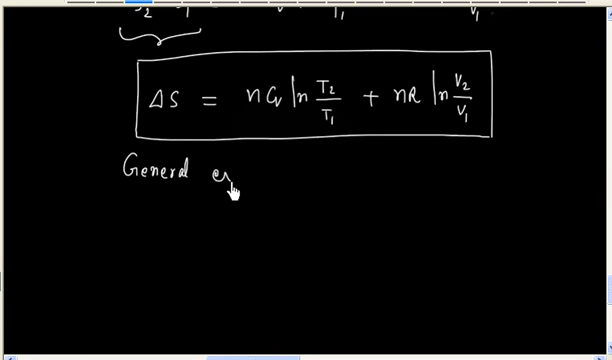 ΔS = nCv ln T2/T1 + nR ln V2/V1
General